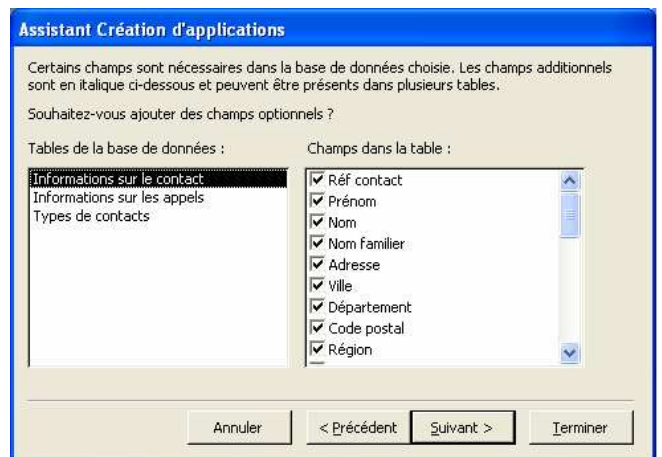 Assistant Création d'applications
Certains champs sont nécessaires dans la base de données choisie. Les champs additionnels
sont en italique ci-dessous et peuvent être présents dans plusieurs tables.
Souhaitez-vous ajouter des champs optionnels ?
Tables de la base de données :
Informations sur le contact
Informations sur les appels
Types de contacts
Champs dans la table :
Réf contact
Prénom
Nom
Nom familier
Adresse
Ville
Département
Code postal
Région
Annuler
< Précédent
Suivant >
Terminer